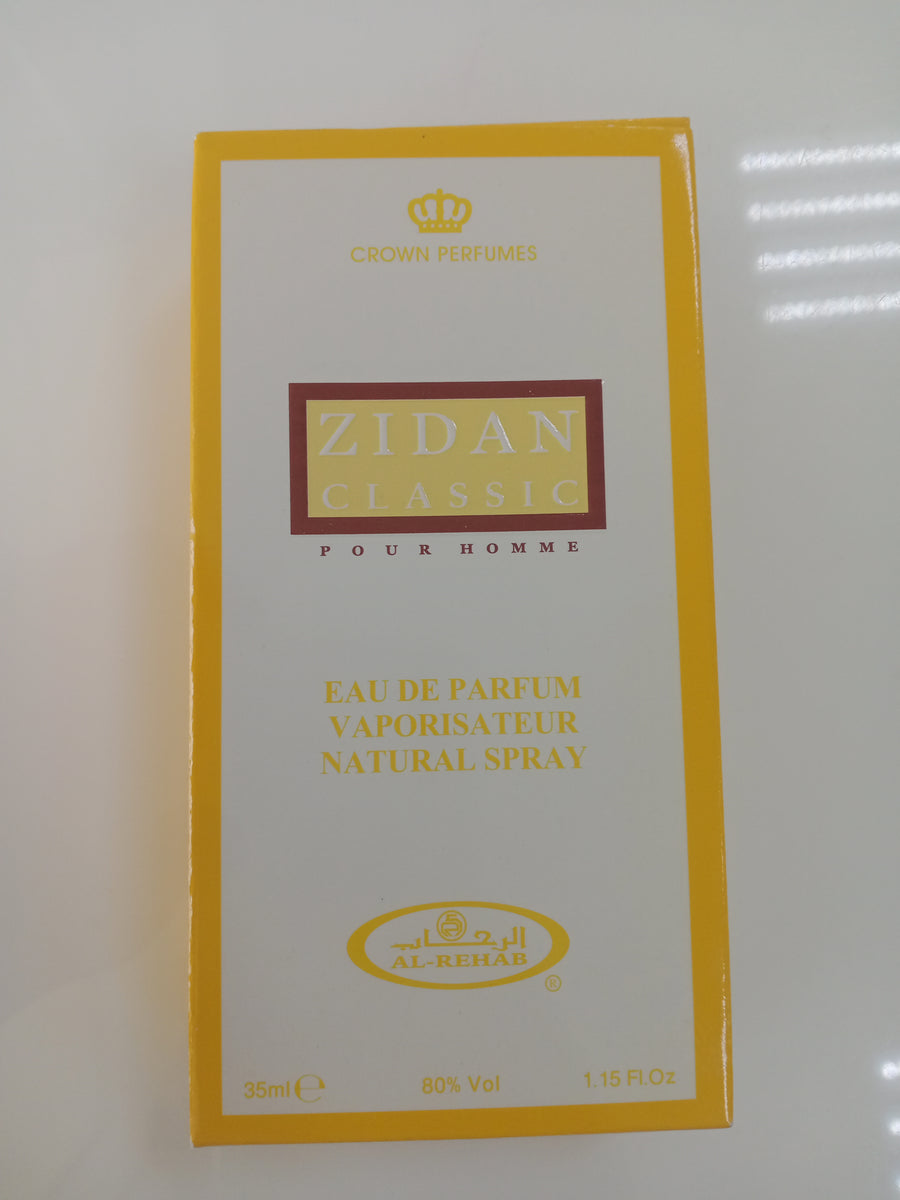 CROWN PERFUMES
ZIDAN
CLASSIC
POUR HOMME
EAU DE PARFUM
VAPORISATEUR
NATURAL SPRAY
الرحاب
AL-REHAB
®
35ml ℮ 80% Vol 1.15 Fl.Oz